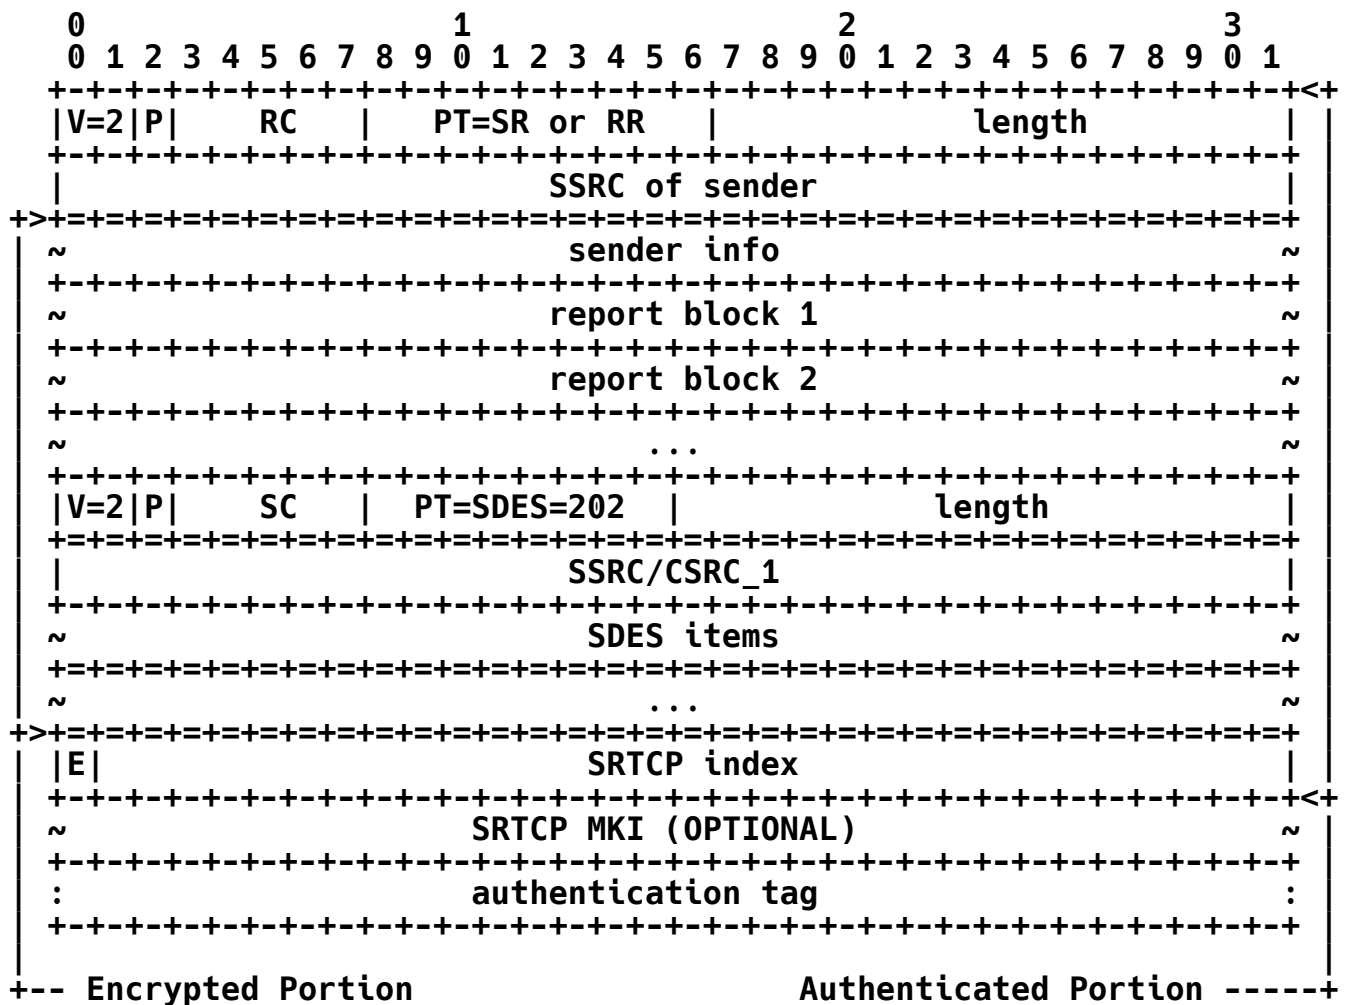 0                   1                   2                   3
    0 1 2 3 4 5 6 7 8 9 0 1 2 3 4 5 6 7 8 9 0 1 2 3 4 5 6 7 8 9 0 1
  +-+-+-+-+-+-+-+-+-+-+-+-+-+-+-+-+-+-+-+-+-+-+-+-+-+-+-+-+-+-+-+-+<+
  |V=2|P|    RC   |   PT=SR or RR   |             length          | |
  +-+-+-+-+-+-+-+-+-+-+-+-+-+-+-+-+-+-+-+-+-+-+-+-+-+-+-+-+-+-+-+-+ |
  |                         SSRC of sender                        | |
+>+=+=+=+=+=+=+=+=+=+=+=+=+=+=+=+=+=+=+=+=+=+=+=+=+=+=+=+=+=+=+=+=+ |
| ~                          sender info                          ~ |
| +-+-+-+-+-+-+-+-+-+-+-+-+-+-+-+-+-+-+-+-+-+-+-+-+-+-+-+-+-+-+-+-+ |
| ~                         report block 1                        ~ |
| +-+-+-+-+-+-+-+-+-+-+-+-+-+-+-+-+-+-+-+-+-+-+-+-+-+-+-+-+-+-+-+-+ |
| ~                         report block 2                        ~ |
| +-+-+-+-+-+-+-+-+-+-+-+-+-+-+-+-+-+-+-+-+-+-+-+-+-+-+-+-+-+-+-+-+ |
| ~                              ...                              ~ |
| +-+-+-+-+-+-+-+-+-+-+-+-+-+-+-+-+-+-+-+-+-+-+-+-+-+-+-+-+-+-+-+-+ |
| |V=2|P|    SC   |  PT=SDES=202  |             length            | |
| +=+=+=+=+=+=+=+=+=+=+=+=+=+=+=+=+=+=+=+=+=+=+=+=+=+=+=+=+=+=+=+=+ |
| |                          SSRC/CSRC_1                          | |
| +-+-+-+-+-+-+-+-+-+-+-+-+-+-+-+-+-+-+-+-+-+-+-+-+-+-+-+-+-+-+-+-+ |
| ~                           SDES items                          ~ |
| +=+=+=+=+=+=+=+=+=+=+=+=+=+=+=+=+=+=+=+=+=+=+=+=+=+=+=+=+=+=+=+=+ |
| ~                              ...                              ~ |
+>+=+=+=+=+=+=+=+=+=+=+=+=+=+=+=+=+=+=+=+=+=+=+=+=+=+=+=+=+=+=+=+=+ |
| |E|                         SRTCP index                         | |
| +-+-+-+-+-+-+-+-+-+-+-+-+-+-+-+-+-+-+-+-+-+-+-+-+-+-+-+-+-+-+-+-+<+
| ~                     SRTCP MKI (OPTIONAL)                      ~ |
| +-+-+-+-+-+-+-+-+-+-+-+-+-+-+-+-+-+-+-+-+-+-+-+-+-+-+-+-+-+-+-+-+ |
| :                     authentication tag                        : |
| +-+-+-+-+-+-+-+-+-+-+-+-+-+-+-+-+-+-+-+-+-+-+-+-+-+-+-+-+-+-+-+-+ |
|                                                                   |
+-- Encrypted Portion                    Authenticated Portion -----+